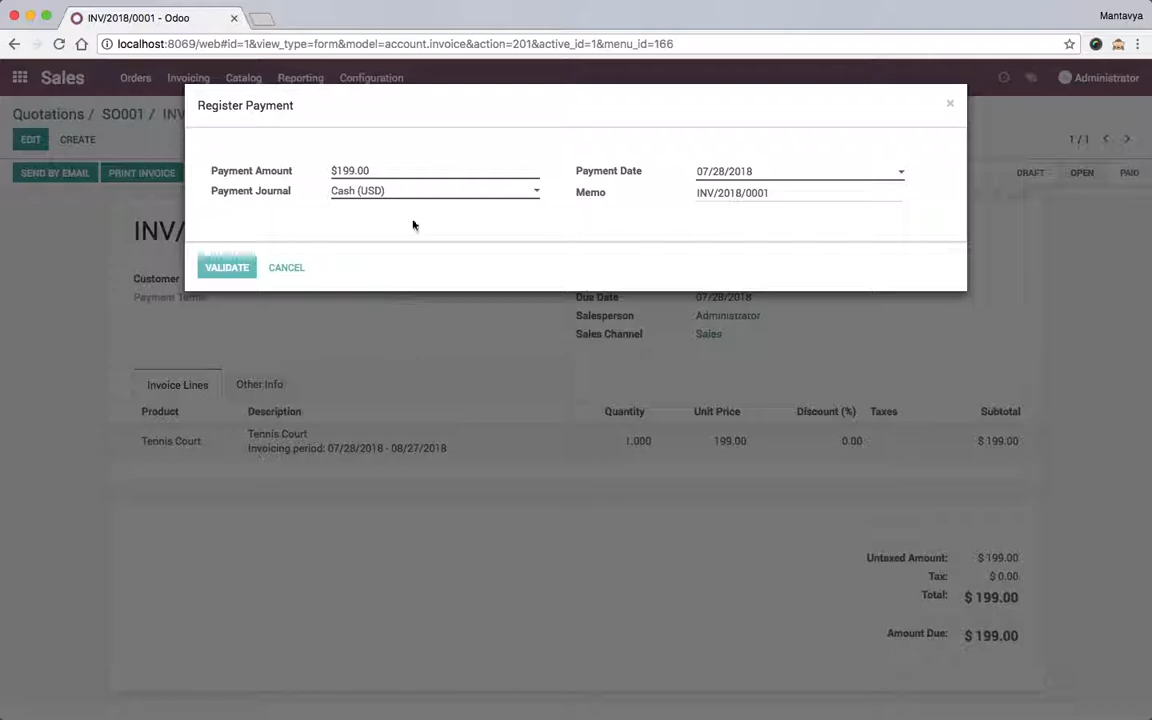 INV/2018/0001 - Odoo
Mantavya
localhost:8069/web#id=1&view_type=form&model=account.invoice&action=201&active_id=1&menu_id=166
Sales Orders Invoicing Catalog Reporting Configuration Administrator
Quotations / SO001 / INV
EDIT CREATE 1 / 1
SEND BY EMAIL PRINT INVOICE DRAFT OPEN PAID
Register Payment ×
Payment Amount $199.00 Payment Date 07/28/2018
Payment Journal Cash (USD) Memo INV/2018/0001
INV/
VALIDATE CANCEL
Customer
Payment Terms Due Date 07/28/2018
Salesperson Administrator
Sales Channel Sales
Invoice Lines Other Info
Product Description Quantity Unit Price Discount (%) Taxes Subtotal
Tennis Court Tennis Court 1.000 199.00 0.00 $ 199.00
Invoicing period: 07/28/2018 - 08/27/2018
Untaxed Amount: $ 199.00
Tax: $ 0.00
Total: $ 199.00
Amount Due: $ 199.00